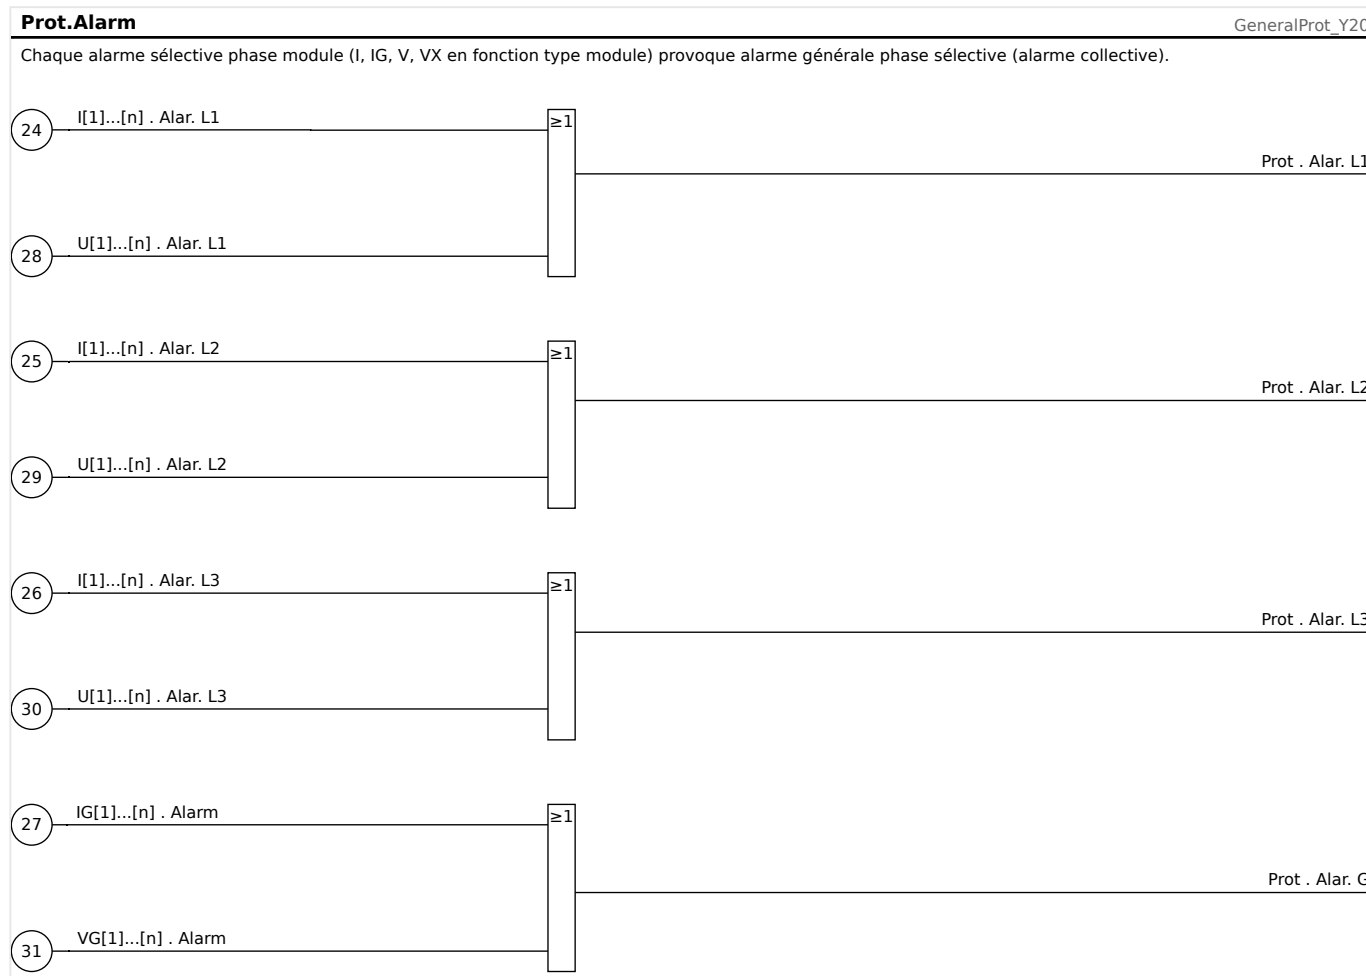 Prot.Alarm
GeneralProt_Y20
Chaque alarme sélective phase module (I, IG, V, VX en fonction type module) provoque alarme générale phase sélective (alarme collective).
24
I[1]...[n] . Alar. L1
≥1
Prot . Alar. L1
28
U[1]...[n] . Alar. L1
25
I[1]...[n] . Alar. L2
≥1
Prot . Alar. L2
29
U[1]...[n] . Alar. L2
26
I[1]...[n] . Alar. L3
≥1
Prot . Alar. L3
30
U[1]...[n] . Alar. L3
27
IG[1]...[n] . Alarm
≥1
Prot . Alar. G
31
VG[1]...[n] . Alarm